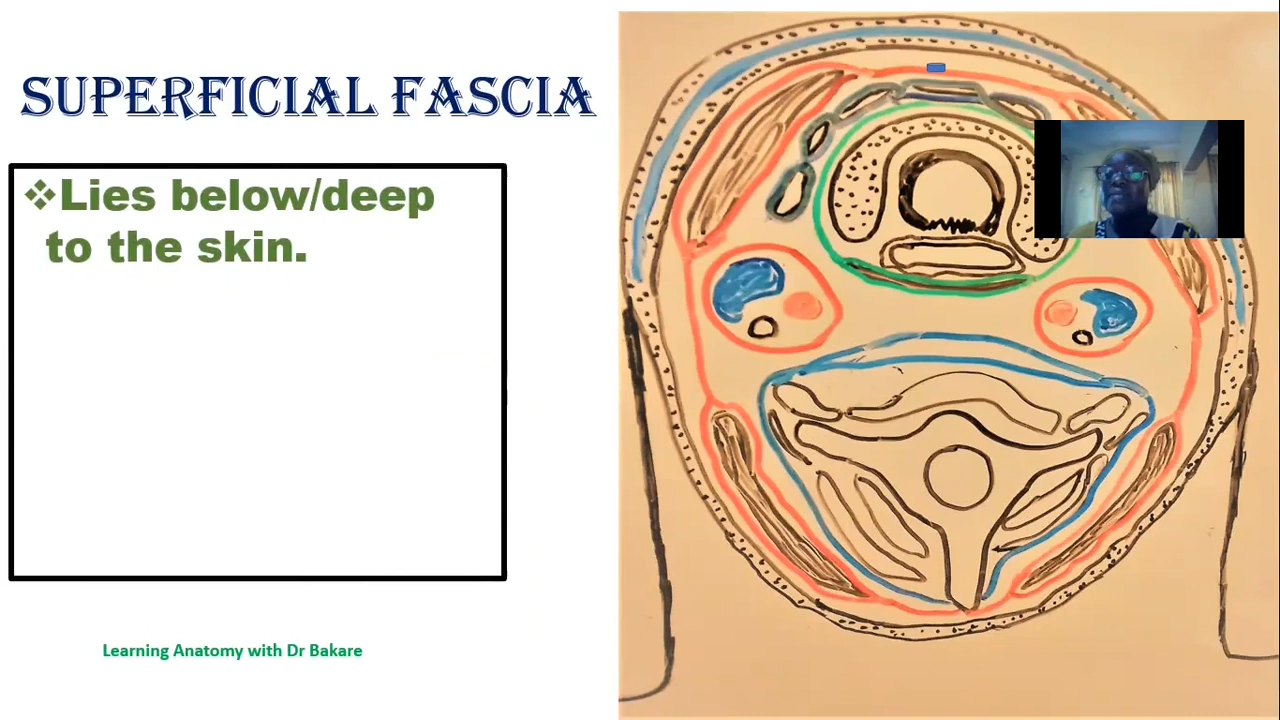 SUPERFICIAL FASCIA
❖Lies below/deep
to the skin.
Learning Anatomy with Dr Bakare